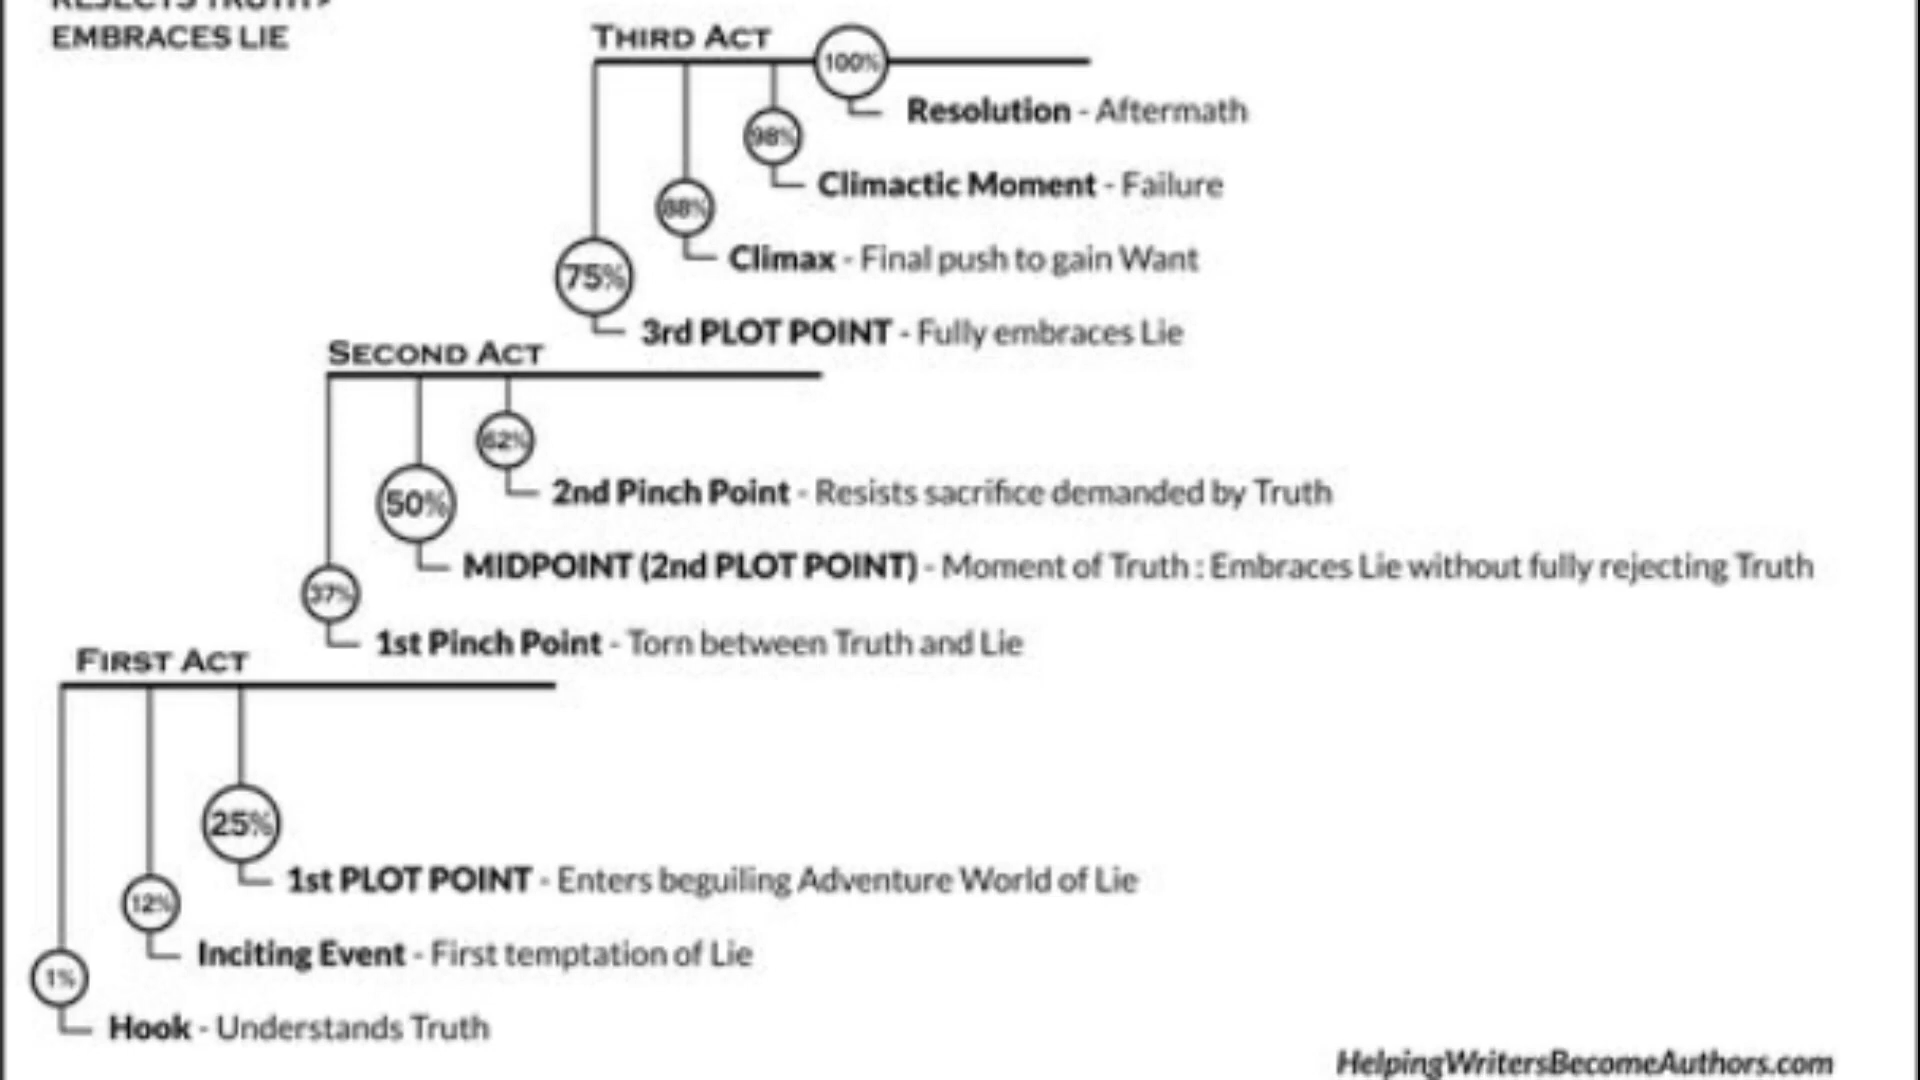 REJECTS TRUTH >
EMBRACES LIE
THIRD ACT
100%
Resolution - Aftermath
98%
Climactic Moment - Failure
88%
Climax - Final push to gain Want
75%
3rd PLOT POINT - Fully embraces Lie
SECOND ACT
62%
2nd Pinch Point - Resists sacrifice demanded by Truth
50%
MIDPOINT (2nd PLOT POINT) - Moment of Truth : Embraces Lie without fully rejecting Truth
37%
1st Pinch Point - Torn between Truth and Lie
FIRST ACT
25%
1st PLOT POINT - Enters beguiling Adventure World of Lie
12%
Inciting Event - First temptation of Lie
1%
Hook - Understands Truth
HelpingWritersBecomeAuthors.com